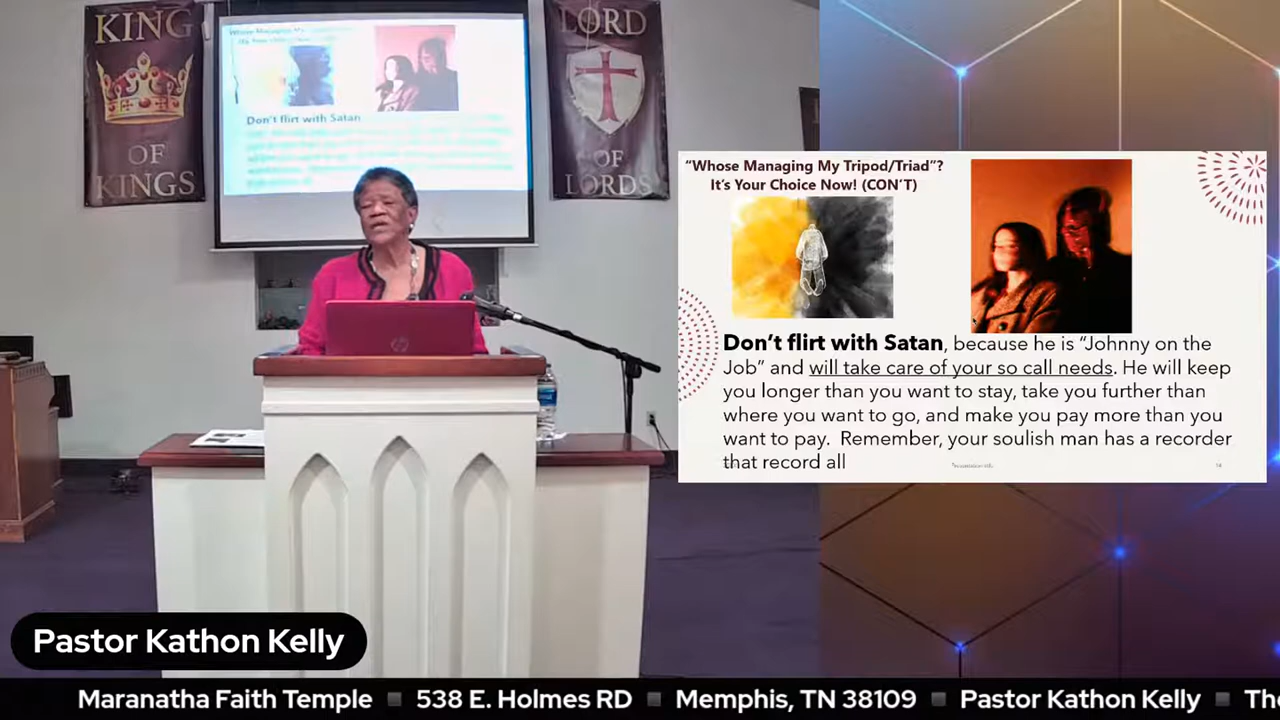 KING
OF
KINGS
LORD
OF
LORDS
Don't flirt with Satan
"Whose Managing My Tripod/Triad"?
It's Your Choice Now! (CON'T)
Don't flirt with Satan, because he is "Johnny on the
Job" and will take care of your so call needs. He will keep
you longer than you want to stay, take you further than
where you want to go, and make you pay more than you
want to pay. Remember, your soulish man has a recorder
that record all
14
hp
Pastor Kathon Kelly
Maranatha Faith Temple ▪ 538 E. Holmes RD ▪ Memphis, TN 38109 ▪ Pastor Kathon Kelly ▪